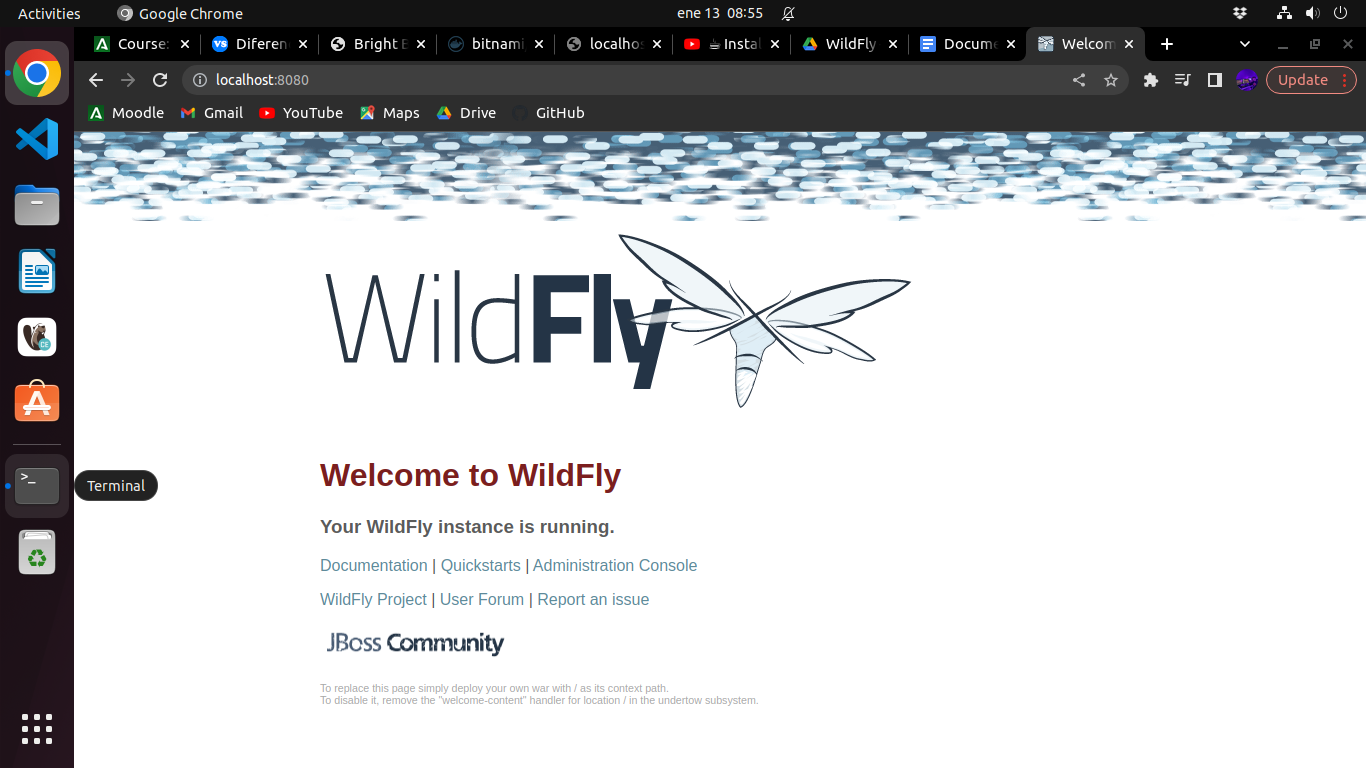 Activities Google Chrome ene 13 08:55
Course: Diferen Bright E bitnami localhos Instal WildFly Docume Welcom
localhost:8080 Update
Moodle Gmail YouTube Maps Drive GitHub
WildFly
Welcome to WildFly
Terminal
Your WildFly instance is running.
Documentation | Quickstarts | Administration Console
WildFly Project | User Forum | Report an issue
JBoss Community
To replace this page simply deploy your own war with / as its context path.
To disable it, remove the "welcome-content" handler for location / in the undertow subsystem.